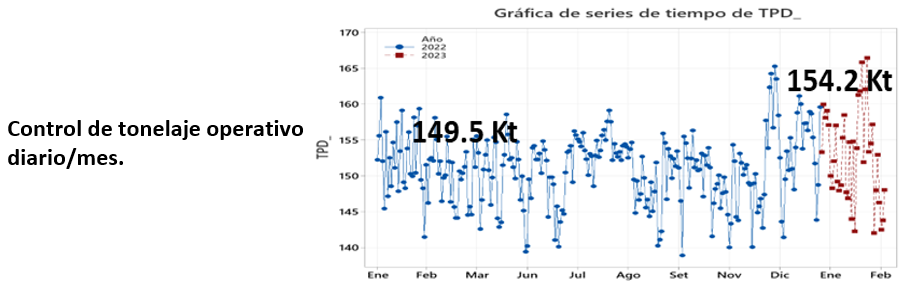 Gráfica de series de tiempo de TPD_
Control de tonelaje operativo
diario/mes.
TPD_
170
165
160
155
150
145
140
Año
2022
2023
149.5 Kt
154.2 Kt
Ene Feb Mar Jun Jul Ago Set Nov Dic Ene Feb